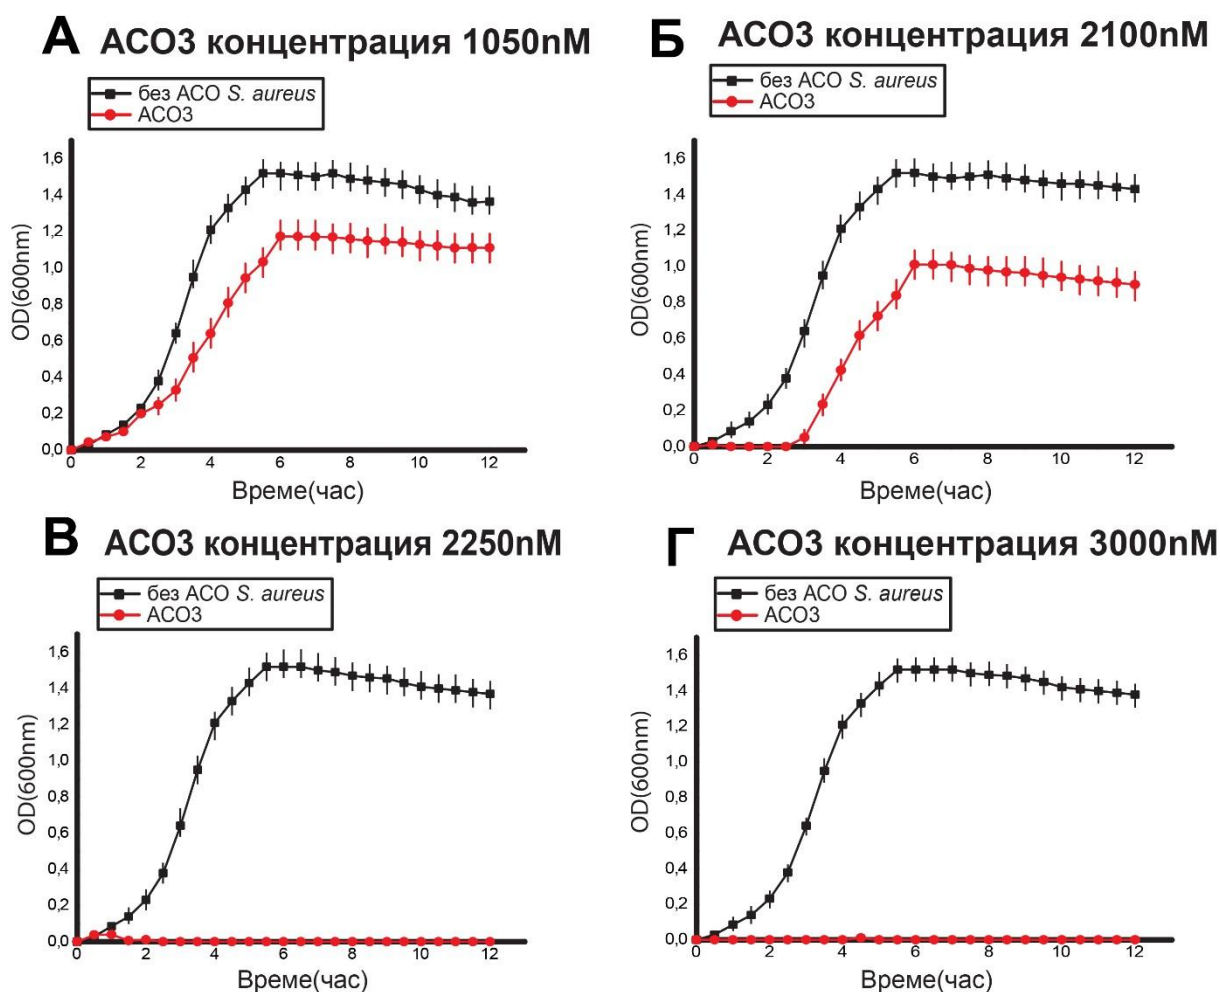 А АСО3 концентрация 1050nM
без АСО S. aureus
АСО3
OD(600nm)
1,6
1,4
1,2
1,0
0,8
0,6
0,4
0,2
0,0
0 2 4 6 8 10 12
Време(час)
Б АСО3 концентрация 2100nM
без АСО S. aureus
АСО3
OD(600nm)
1,6
1,4
1,2
1,0
0,8
0,6
0,4
0,2
0,0
0 2 4 6 8 10 12
Време(час)
В АСО3 концентрация 2250nM
без АСО S. aureus
АСО3
OD(600nm)
1,6
1,4
1,2
1,0
0,8
0,6
0,4
0,2
0,0
0 2 4 6 8 10 12
Време(час)
Г АСО3 концентрация 3000nM
без АСО S. aureus
АСО3
OD(600nm)
1,6
1,4
1,2
1,0
0,8
0,6
0,4
0,2
0,0
0 2 4 6 8 10 12
Време(час)